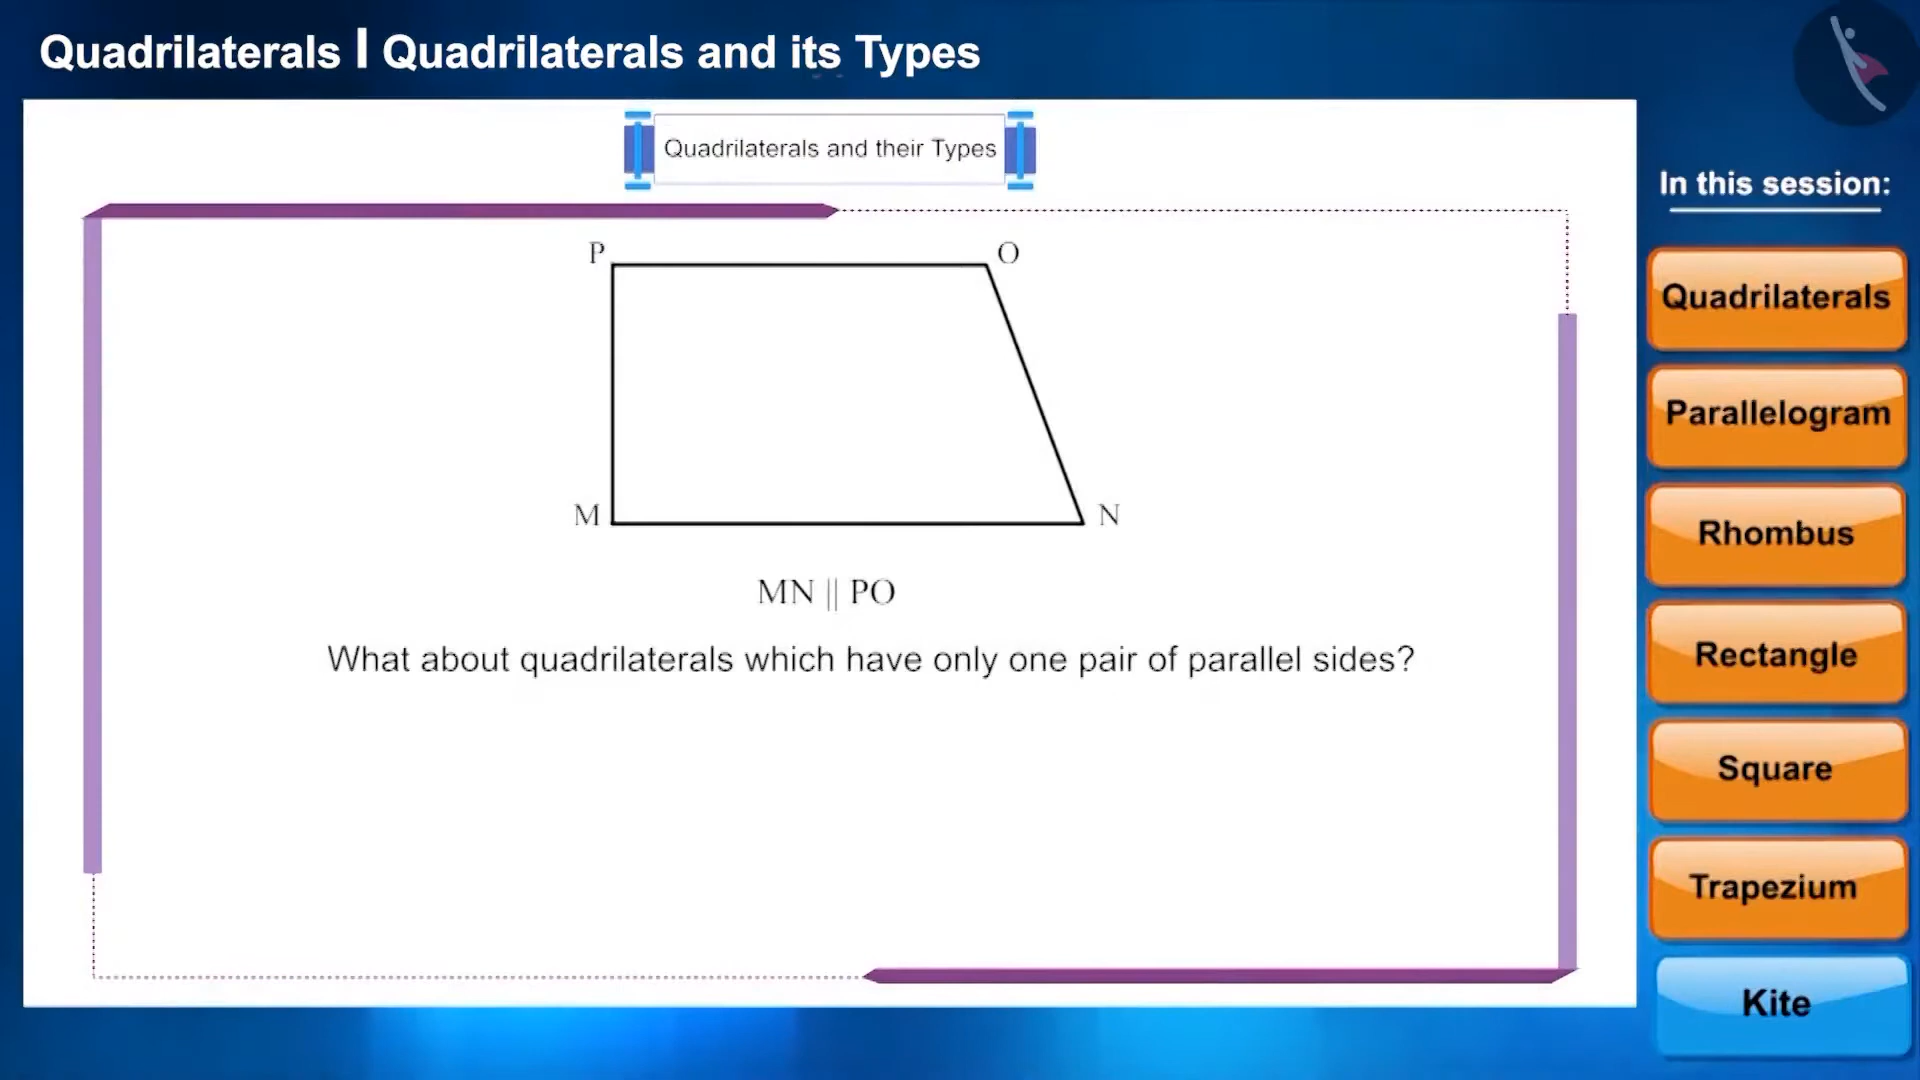 Quadrilaterals | Quadrilaterals and its Types
Quadrilaterals and their Types
In this session:
P
O
M
N
MN || PO
What about quadrilaterals which have only one pair of parallel sides?
Quadrilaterals
Parallelogram
Rhombus
Rectangle
Square
Trapezium
Kite